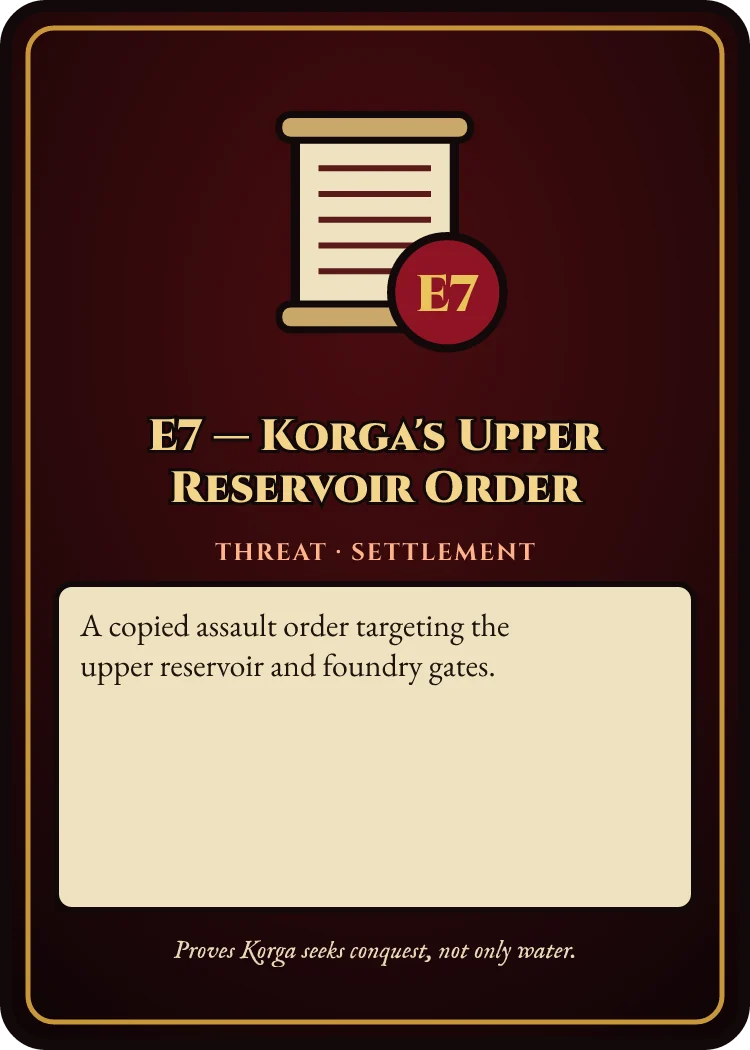 E7
E7 — Korga's Upper
Reservoir Order
THREAT · SETTLEMENT
A copied assault order targeting the
upper reservoir and foundry gates.
Proves Korga seeks conquest, not only water.